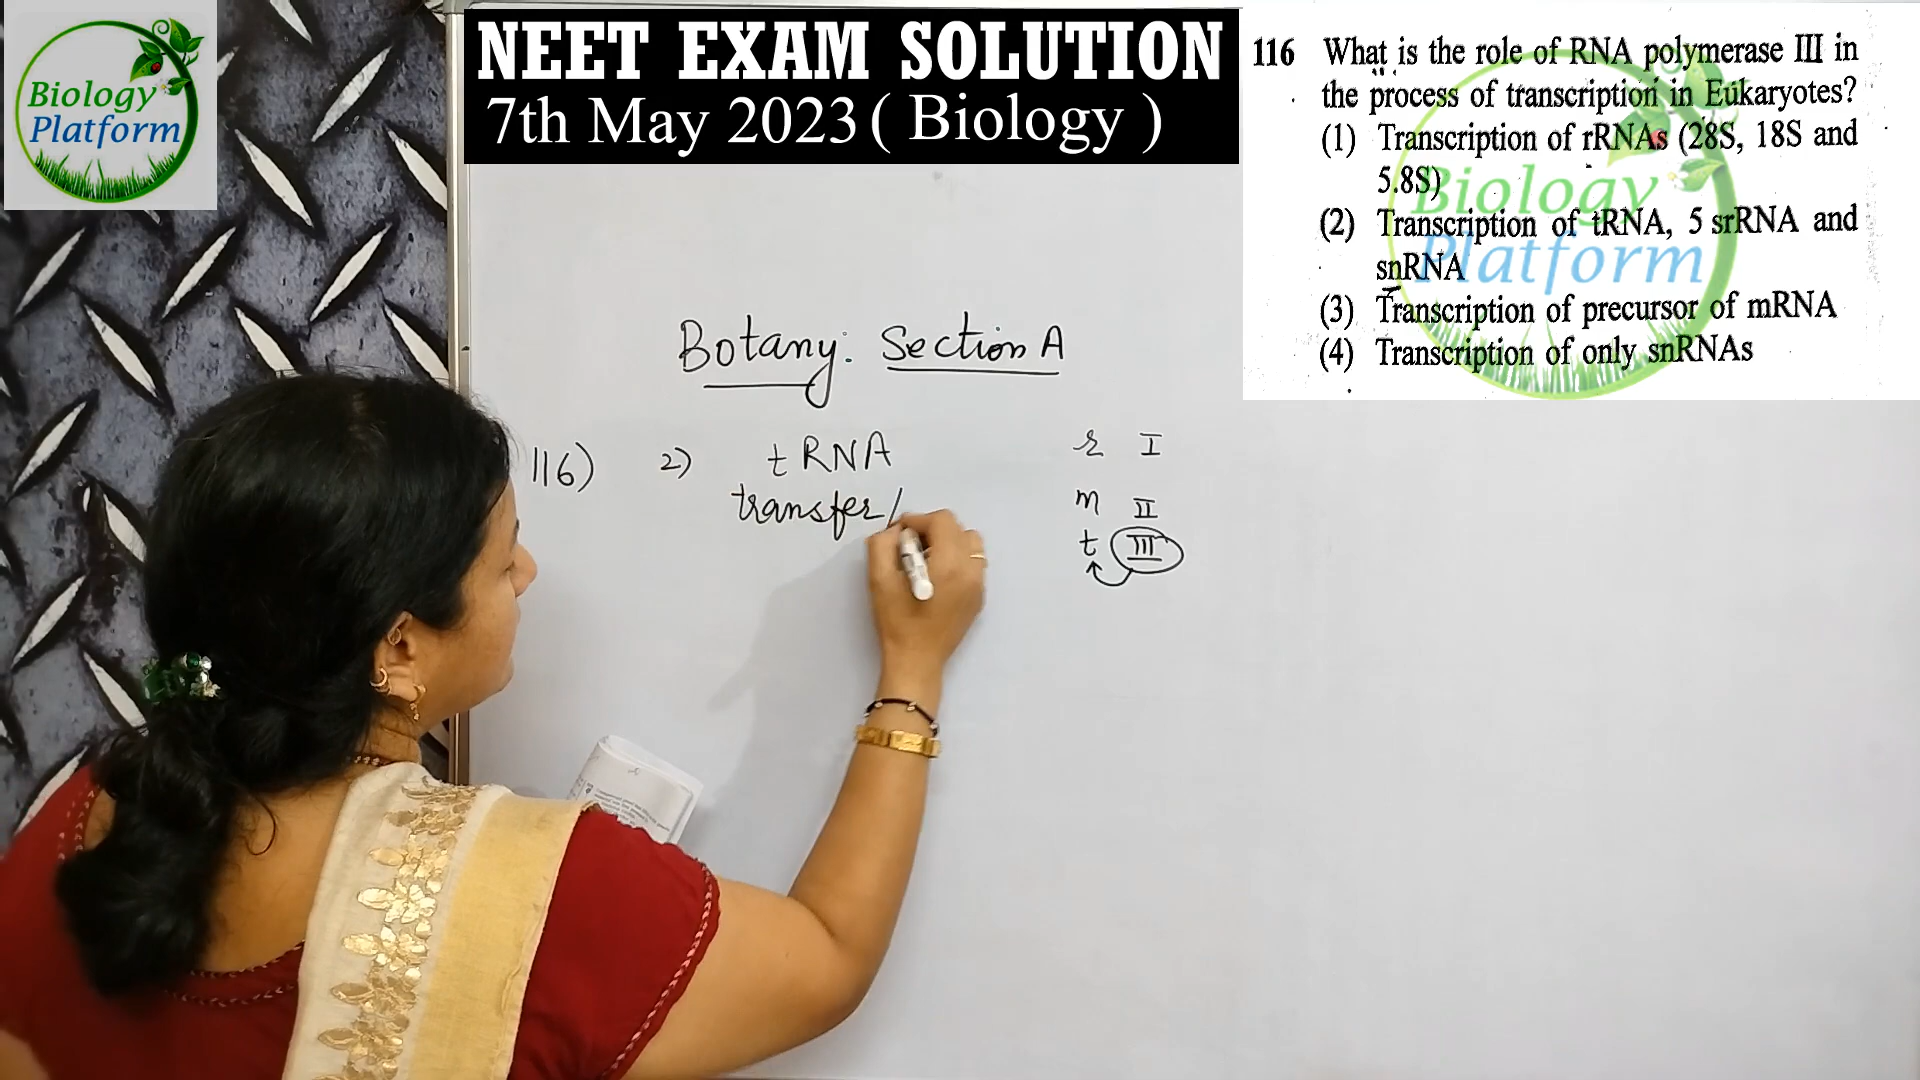 Biology
Platform
NEET EXAM SOLUTION
7th May 2023 ( Biology )
116 What is the role of RNA polymerase III in
the process of transcription in Eukaryotes?
(1) Transcription of rRNAs (28S, 18S and
5.8S)
(2) Transcription of tRNA, 5 srRNA and
snRNA
(3) Transcription of precursor of mRNA
(4) Transcription of only snRNAs
Biology
Platform
Botany: Section A
116) 2) tRNA
transfer/
r I
m II
t III